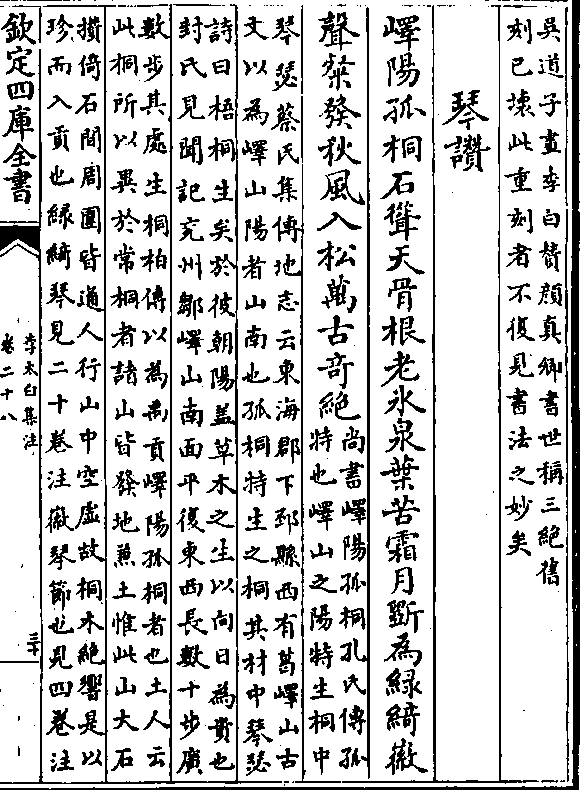 吳道子畫李白贊顔真卿書世稱三絶舊
刻已壊此重刻者不復見書法之妙矣
琴讚
嶧陽孤桐石聳天骨根老氷泉葉苦霜月斲為緑綺徽
聲粲發秋風入松萬古竒絶
尚書嶧陽孤桐孔氏傳孤
特也嶧山之陽特生桐中
琴瑟蔡氏集傳地志云東海郡下邳縣西有葛嶧山古
文以為嶧山陽者山南也孤桐特生之桐其材中琴瑟
詩曰梧桐生矣於彼朝陽盖草木之生以向日為貴也
封氏見聞記兖州鄒嶧山南面平復東西長數十步廣
數步其處生桐柏傳以為禹貢嶧陽孤桐者也土人云
此桐所以異於常桐者諸山皆發地兼土惟此山大石
攢倚石間周圍皆通人行山中空虛故桐木絶響是以
珍而入貢也緑綺琴見二十卷注徽琴節也見四卷注
欽定四庫全書
李太白集注
卷二十八
三十